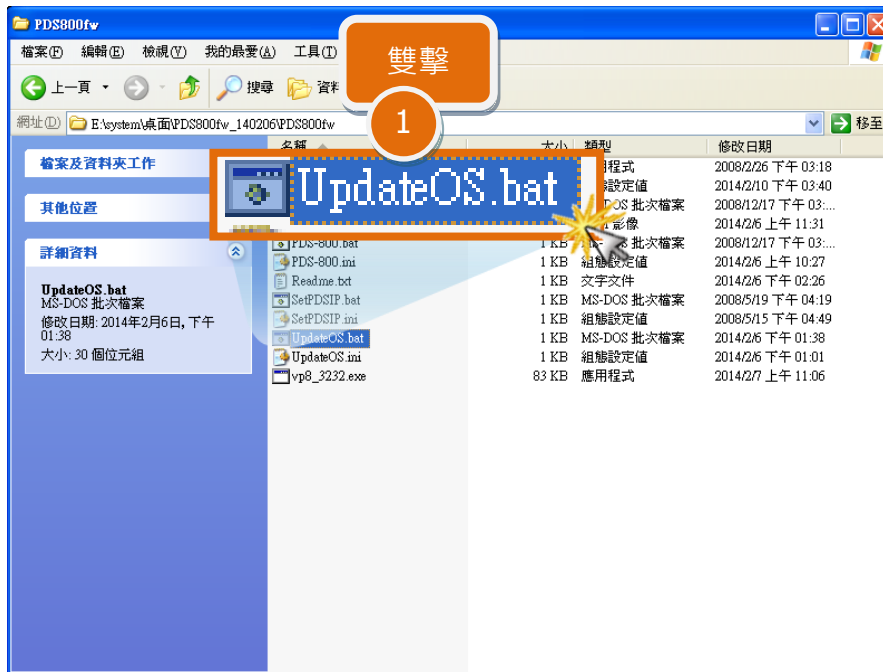 PDS800fw
檔案(F) 編輯(E) 檢視(V) 我的最愛(A) 工具(T)
雙擊
上一頁 搜尋
1
網址(D) E:\system\桌面\PDS800fw_140206\PDS800fw 移至
名稱 大小 類型 修改日期
檔案及資料夾工作
其他位置
詳細資料
UpdateOS.bat
MS-DOS 批次檔案
修改日期: 2014年2月6日, 下午
01:38
大小: 30 個位元組
UpdateOS.bat
程式 2008/2/26 下午 03:18
設定值 2014/2/10 下午 03:40
批次檔案 2008/12/17 下午 03:...
影像 2014/2/6 上午 11:31
PDS-800.bat 1 KB 批次檔案 2008/12/17 下午 03:...
PDS-800.ini 1 KB 組態設定值 2014/2/6 上午 10:27
Readme.txt 1 KB 文字文件 2014/2/6 下午 02:26
SetPDSIP.bat 1 KB MS-DOS 批次檔案 2008/5/19 下午 04:19
SetPDSIP.ini 1 KB 組態設定值 2008/5/15 下午 04:49
UpdateOS.bat 1 KB MS-DOS 批次檔案 2014/2/6 下午 01:38
UpdateOS.ini 1 KB 組態設定值 2014/2/6 下午 01:01
vp8_3232.exe 83 KB 應用程式 2014/2/7 上午 11:06